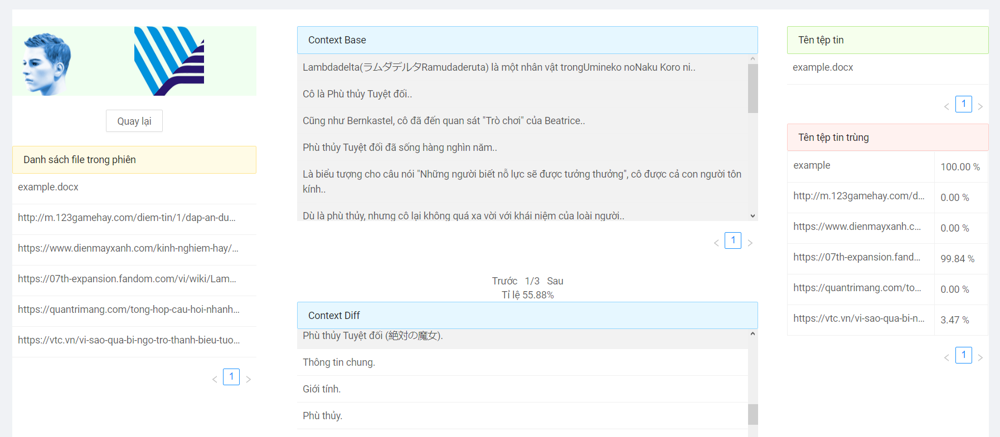 Quay lại
Danh sách file trong phiên
example.docx
http://m.123gamehay.com/diem-tin/1/dap-an-du...
https://www.dienmayxanh.com/kinh-nghiem-hay/...
https://07th-expansion.fandom.com/vi/wiki/Lam...
https://quantrimang.com/tong-hop-cau-hoi-nhanh...
https://vtc.vn/vi-sao-qua-bi-ngo-tro-thanh-bieu-tuo...
< 1 >
Context Base
Lambdadelta(ラムダデルタRamudaderuta) là một nhân vật trongUmineko noNaku Koro ni..
Cô là Phù thủy Tuyệt đối..
Cũng như Bernkastel, cô đã đến quan sát "Trò chơi" của Beatrice..
Phù thủy Tuyệt đối đã sống hàng nghìn năm..
Là biểu tượng cho câu nói "Những người biết nỗ lực sẽ được tưởng thưởng", cô được cả con người tôn
kính..
Dù là phù thủy, nhưng cô lại không quá xa vời với khái niệm của loài người..
< 1 >
Trước 1/3 Sau
Tỉ lệ 55.88%
Context Diff
Phù thủy Tuyệt đối (絶対の魔女).
Thông tin chung.
Giới tính.
Phù thủy.
Tên tệp tin
example.docx
< 1 >
Tên tệp tin trùng
example 100.00 %
http://m.123gamehay.com/d... 0.00 %
https://www.dienmayxanh.c... 0.00 %
https://07th-expansion.fand... 99.84 %
https://quantrimang.com/to... 0.00 %
https://vtc.vn/vi-sao-qua-bi-n... 3.47 %
< 1 >